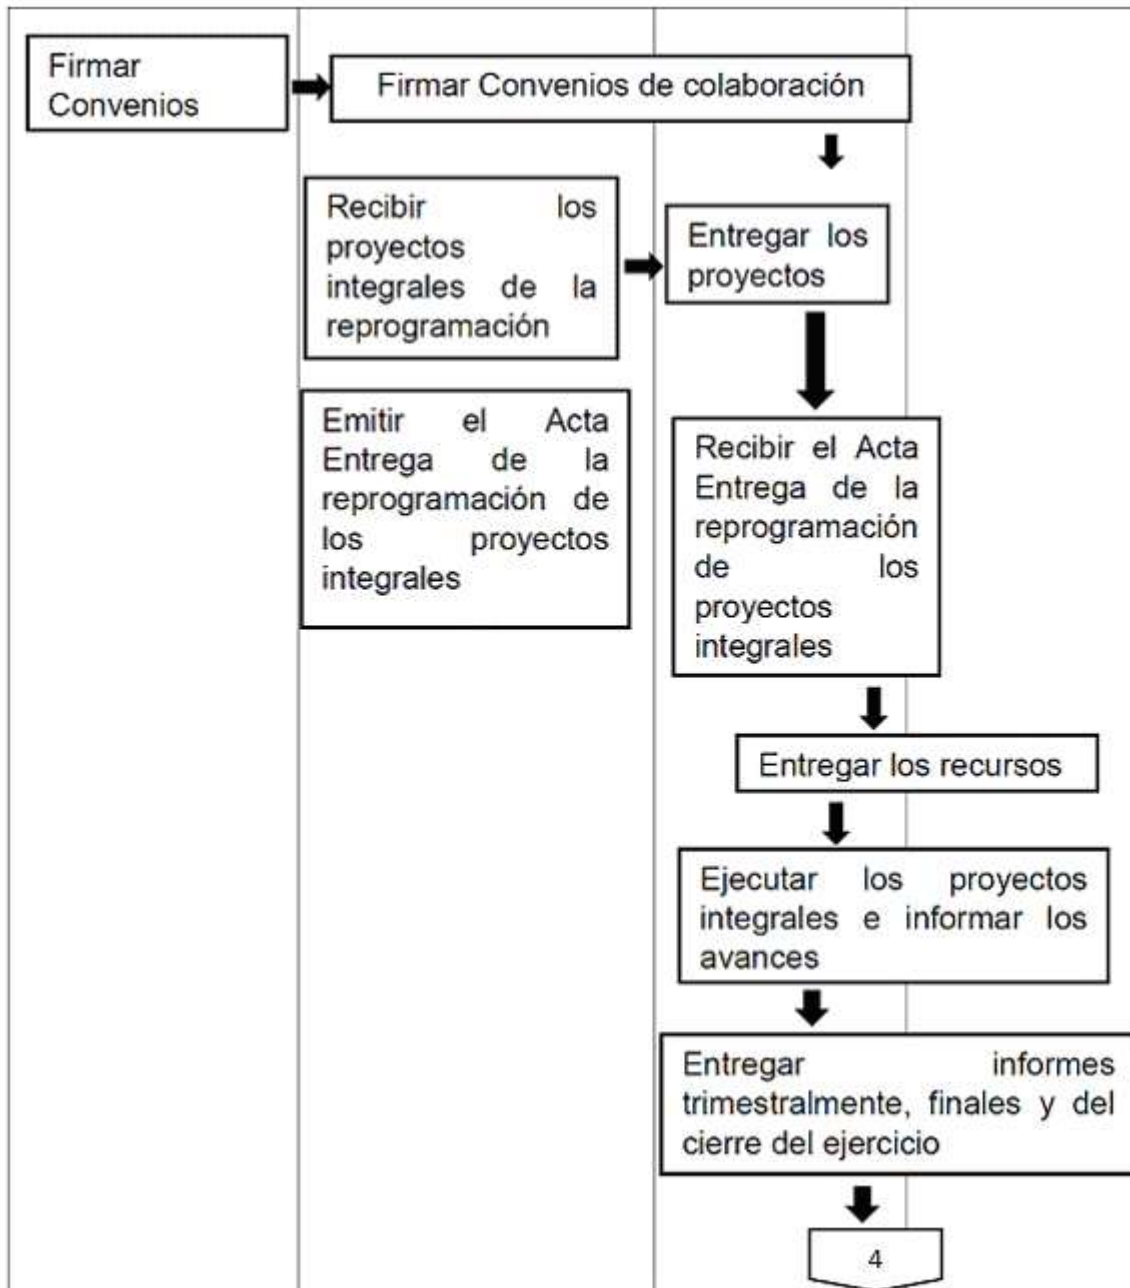 Firmar
Convenios
Firmar Convenios de colaboración
Recibir los
proyectos
integrales de la
reprogramación
Entregar los
proyectos
Emitir el Acta
Entrega de la
reprogramación de
los proyectos
integrales
Recibir el Acta
Entrega de la
reprogramación
de los
proyectos
integrales
Entregar los recursos
Ejecutar los proyectos
integrales e informar los
avances
Entregar informes
trimestralmente, finales y del
cierre del ejercicio
4